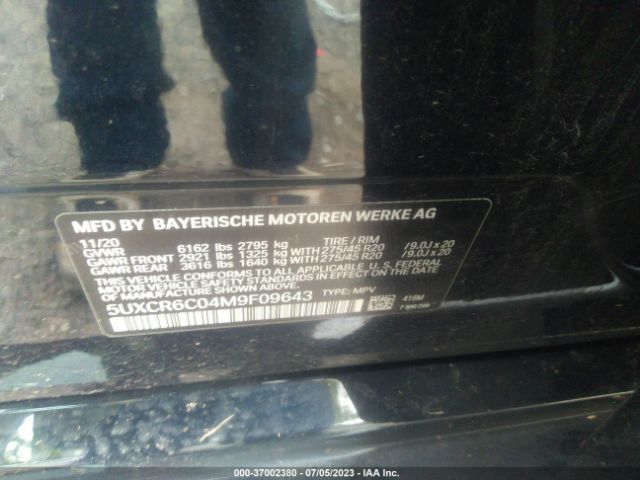 MFD BY BAYERISCHE MOTOREN WERKE AG
11/20
GVWR 6162 lbs 2795 kg TIRE / RIM
GAWR FRONT 2921 lbs 1325 kg WITH 275/45 R20 /9.0J x 20
GAWR REAR 3616 lbs 1640 kg WITH 275/45 R20 /9.0J x 20
THIS VEHICLE CONFORMS TO ALL APPLICABLE FEDERAL
MOTOR VEHICLE SAFETY STANDARDS IN EFFECT ON THE DATE
OF MANUFACTURE SHOWN ABOVE.
5UXCR6C04M9F09643 TYPE: MPV 416M
000-37002380 / 07/05/2023 - IAA Inc.